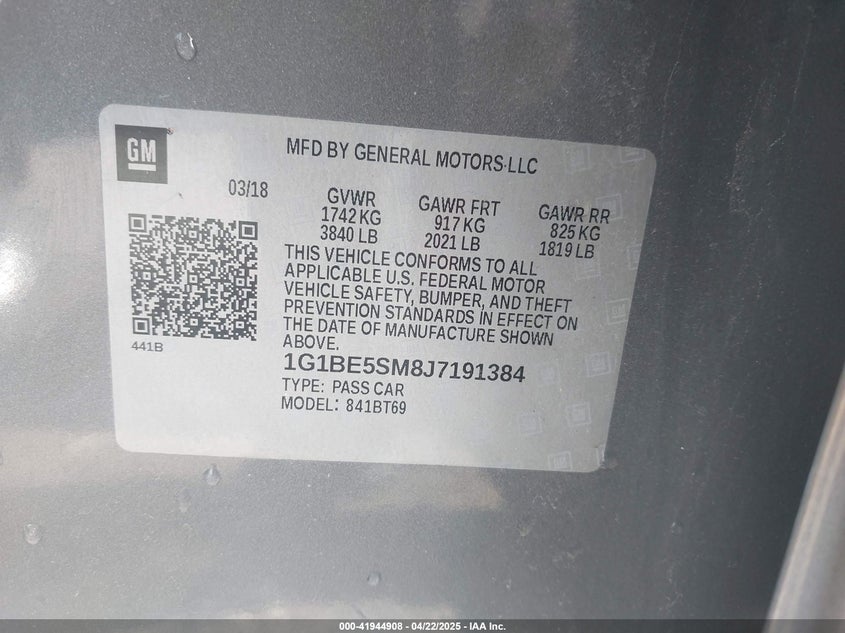 GM
MFD BY GENERAL MOTORS LLC
03/18
GVWR
1742 KG
3840 LB
GAWR FRT
917 KG
2021 LB
GAWR RR
825 KG
1819 LB
THIS VEHICLE CONFORMS TO ALL
APPLICABLE U.S. FEDERAL MOTOR
VEHICLE SAFETY, BUMPER, AND THEFT
PREVENTION STANDARDS IN EFFECT ON
THE DATE OF MANUFACTURE SHOWN
ABOVE.
441B
1G1BE5SM8J7191384
TYPE: PASS CAR
MODEL: 841BT69
000-41944908 - 04/22/2025 - IAA Inc.